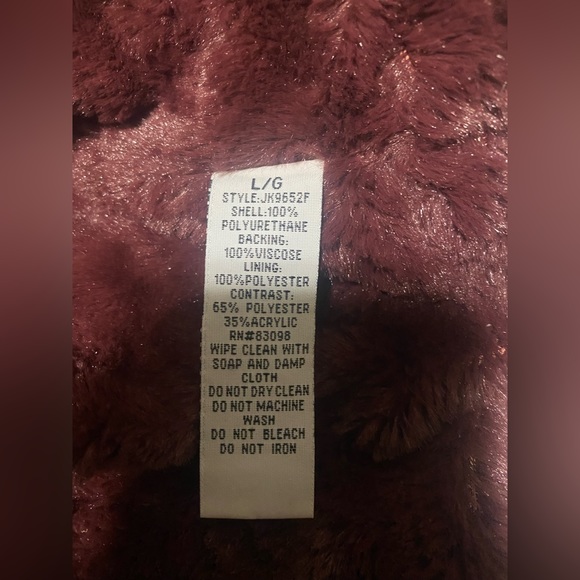 L/G
STYLE:JK9652F
SHELL:100%
POLYURETHANE
BACKING:
100%VISCOSE
LINING:
100%POLYESTER
CONTRAST:
65% POLYESTER
35%ACRYLIC
RN#83098
WIPE CLEAN WITH
SOAP AND DAMP
CLOTH
DO NOT DRY CLEAN
DO NOT MACHINE
WASH
DO NOT BLEACH
DO NOT IRON